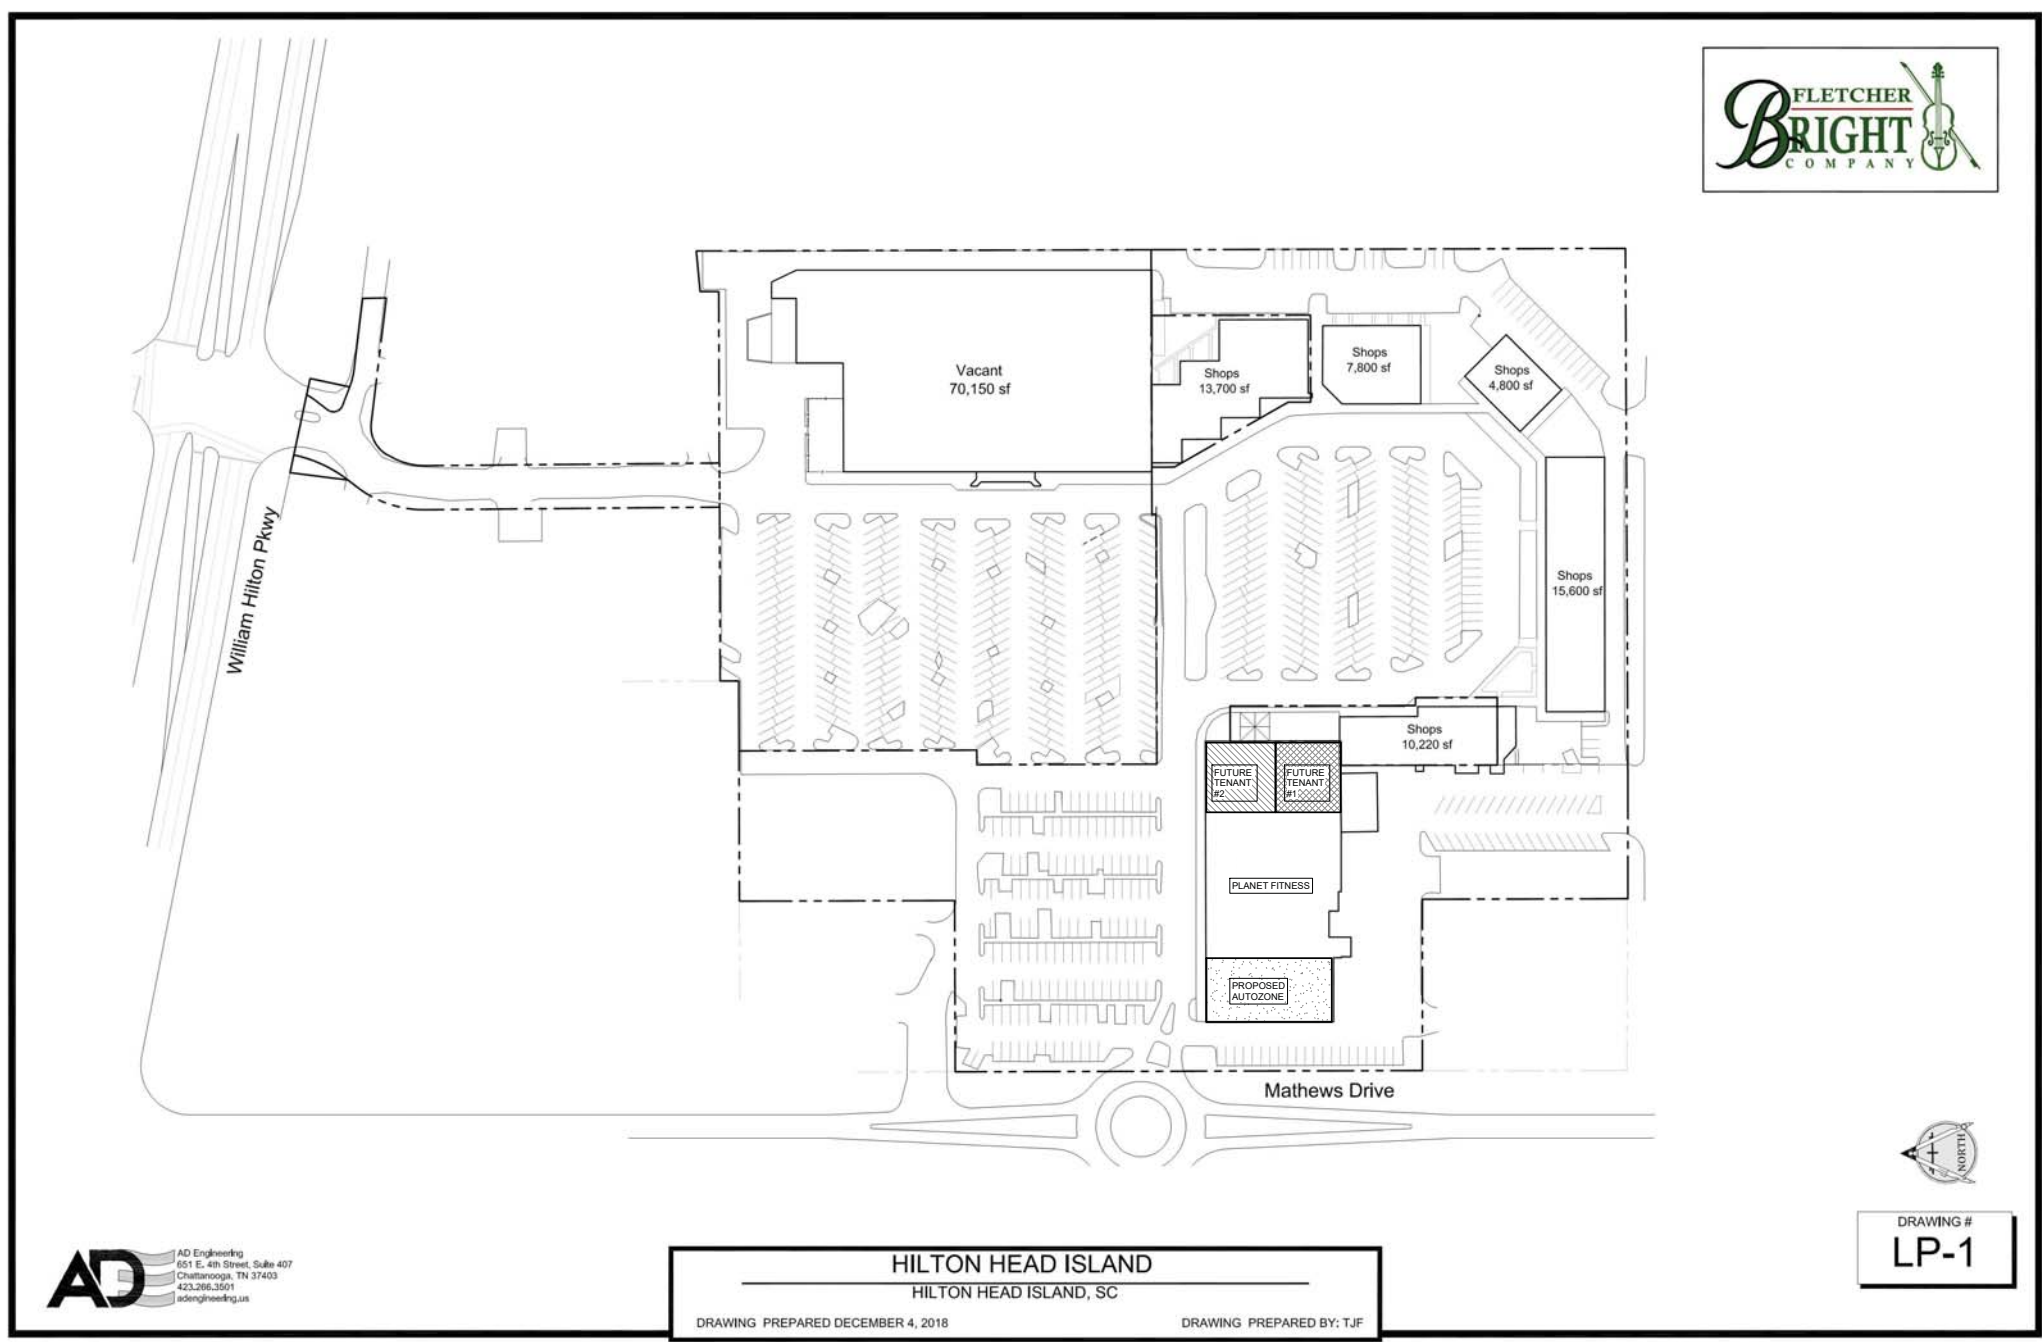 FLETCHER
BRIGHT
COMPANY
Vacant
70,150 sf
Shops
13,700 sf
Shops
7,800 sf
Shops
4,800 sf
Shops
15,600 sf
William Hilton Pkwy
Shops
10,220 sf
FUTURE
TENANT
#2
FUTURE
TENANT
#1
PLANET FITNESS
PROPOSED
AUTOZONE
Mathews Drive
NORTH
DRAWING #
LP-1
AD
AD Engineering
651 E. 4th Street, Suite 407
Chattanooga, TN 37403
423.266.3501
adengineering.us
HILTON HEAD ISLAND
HILTON HEAD ISLAND, SC
DRAWING PREPARED DECEMBER 4, 2018
DRAWING PREPARED BY: TJF